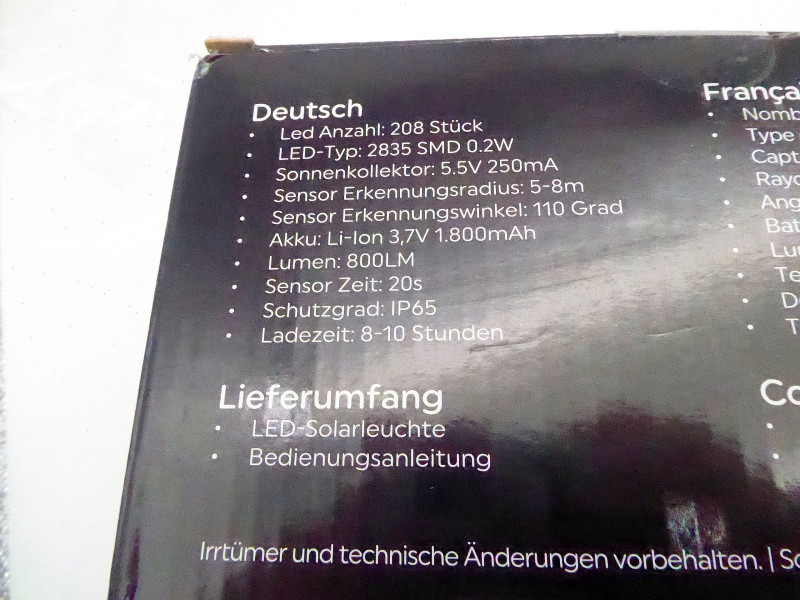 Deutsch
• Led Anzahl: 208 Stück
• LED-Typ: 2835 SMD 0.2W
• Sonnenkollektor: 5.5V 250mA
• Sensor Erkennungsradius: 5-8m
• Sensor Erkennungswinkel: 110 Grad
• Akku: Li-Ion 3,7V 1.800mAh
• Lumen: 800LM
• Sensor Zeit: 20s
• Schutzgrad: IP65
• Ladezeit: 8-10 Stunden
Lieferumfang
• LED-Solarleuchte
• Bedienungsanleitung
Irrtümer und technische Änderungen vorbehalten. |
• Type